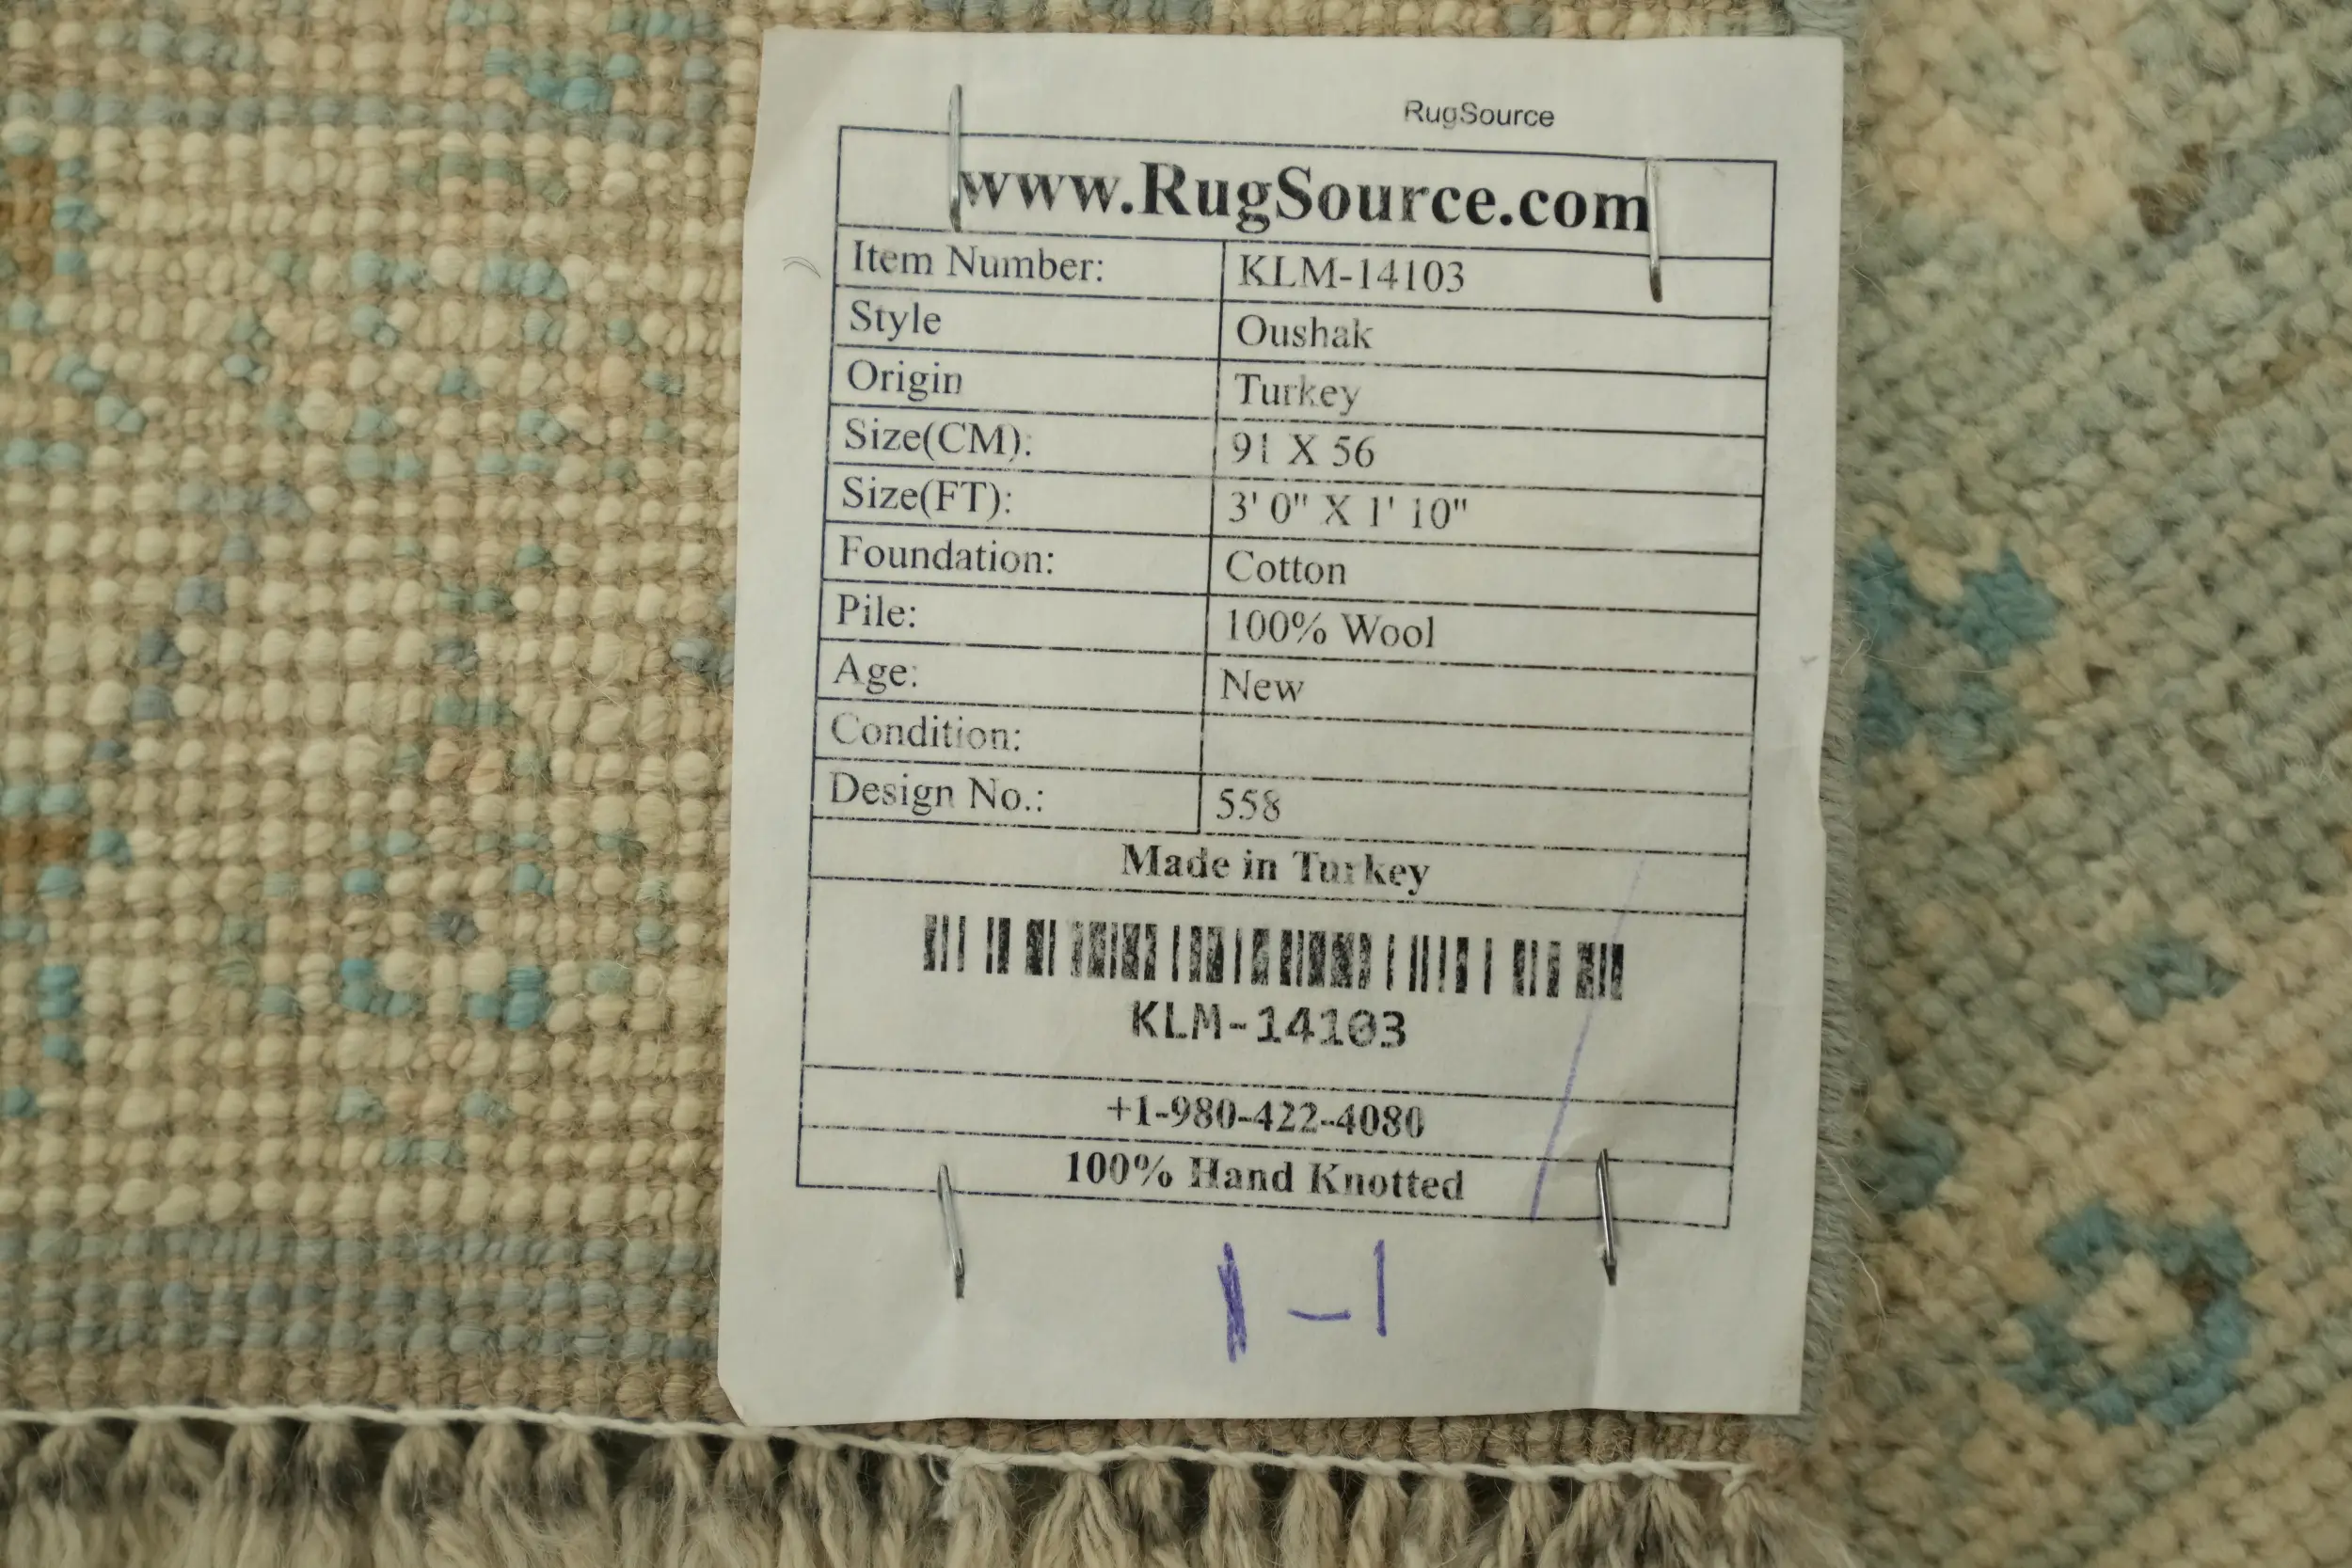 RugSource
www.RugSource.com
Item Number: KLM-14103
Style Oushak
Origin Turkey
Size(CM): 91 X 56
Size(FT): 3' 0" X 1' 10"
Foundation: Cotton
Pile: 100% Wool
Age: New
Condition:
Design No.: 558
Made in Turkey
KLM-14103
+1-980-422-4080
100% Hand Knotted
1-1